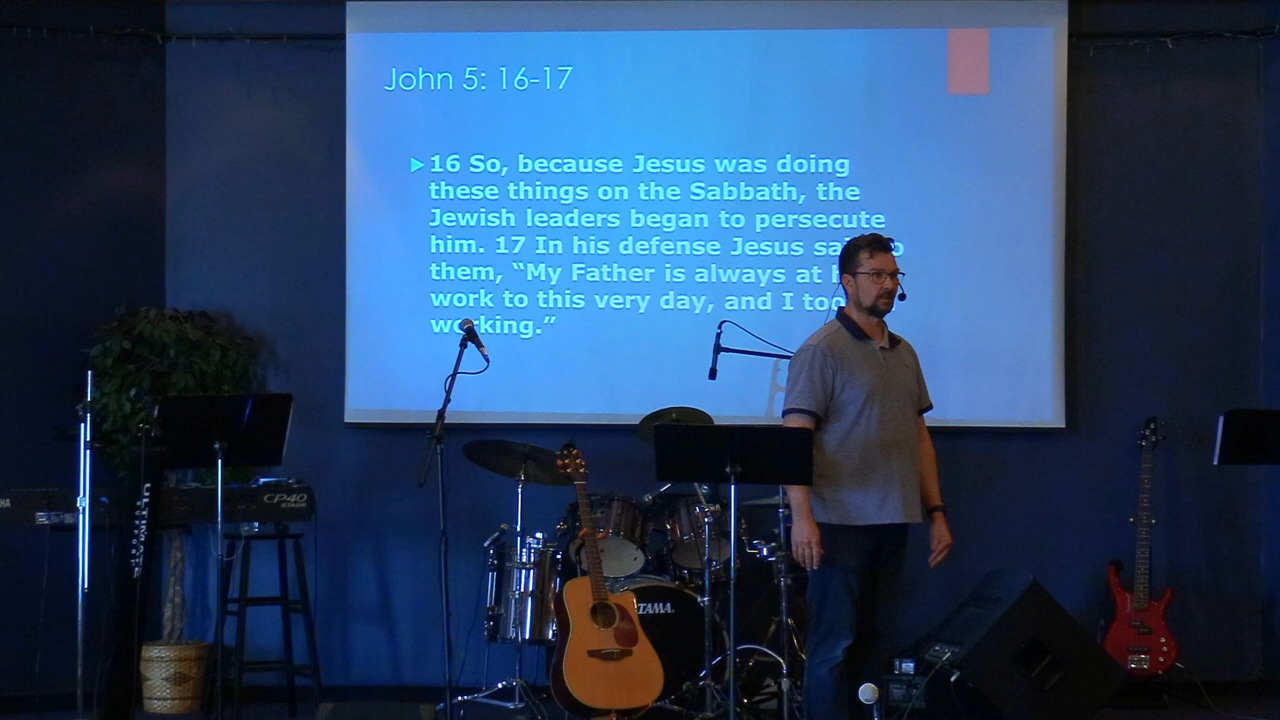 John 5: 16-17
16 So, because Jesus was doing
these things on the Sabbath, the
Jewish leaders began to persecute
him. 17 In his defense Jesus
them, “My Father is always at
work to this very day, and I
working.”
CP40
STAGE
TAMA